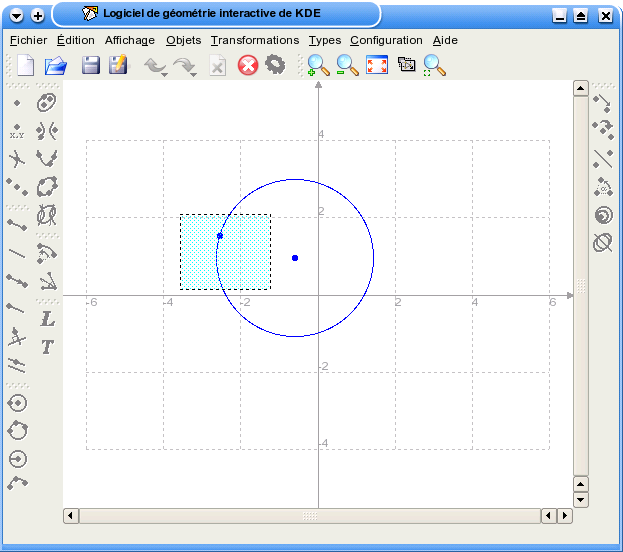 Logiciel de géométrie interactive de KDE
Fichier Édition Affichage Objets Transformations Types Configuration Aide
x,y
4
2
-6 -2 2 4 6
-2
-4
L
T